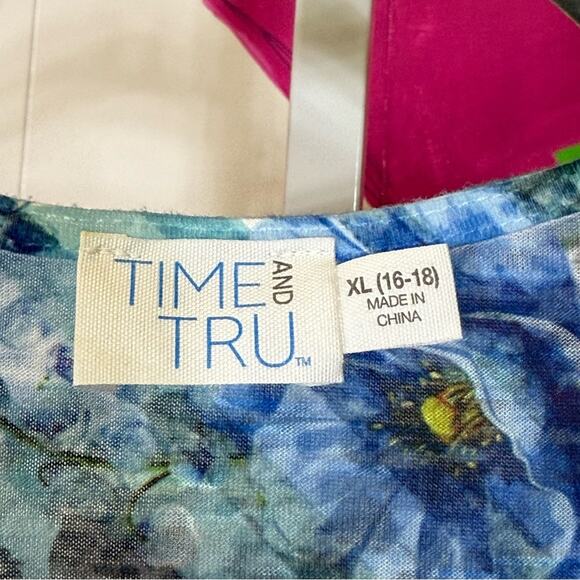 TIME AND
TRU™
XL (16-18)
MADE IN
CHINA